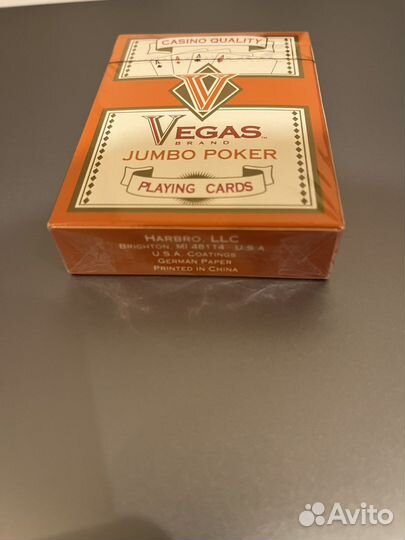 CASINO QUALITY
A A A A
V
VEGAS™
BRAND
JUMBO POKER
PLAYING CARDS
HARBRO, LLC
BRIGHTON, MI 48114 U.S.A
U.S.A. COATINGS
GERMAN PAPER
PRINTED IN CHINA
Avito